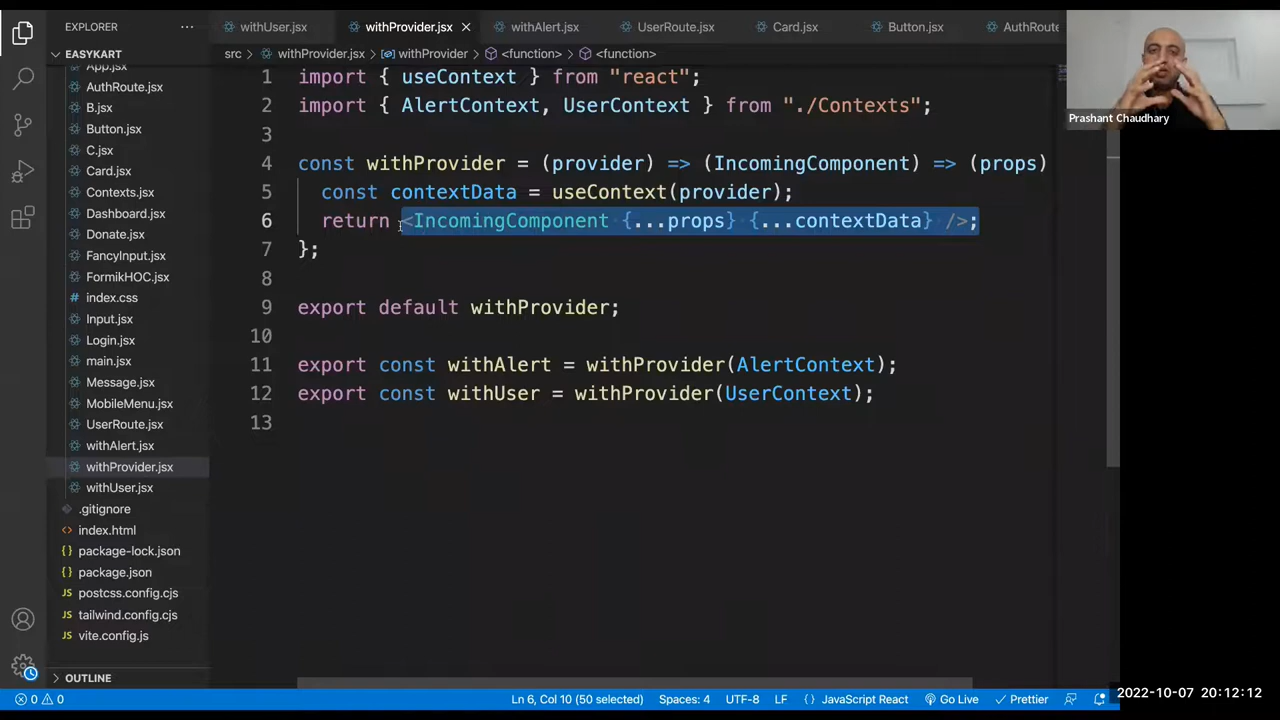 EXPLORER
withUser.jsx
withProvider.jsx
withAlert.jsx
UserRoute.jsx
Card.jsx
Button.jsx
AuthRoute
src > withProvider.jsx > withProvider > <function> > <function>
EASYKART
App.jsx
AuthRoute.jsx
B.jsx
Button.jsx
C.jsx
Card.jsx
Contexts.jsx
Dashboard.jsx
Donate.jsx
FancyInput.jsx
FormikHOC.jsx
index.css
Input.jsx
Login.jsx
main.jsx
Message.jsx
MobileMenu.jsx
UserRoute.jsx
withAlert.jsx
withProvider.jsx
withUser.jsx
.gitignore
index.html
package-lock.json
package.json
postcss.config.cjs
tailwind.config.cjs
vite.config.js
OUTLINE
1 import { useContext } from "react";
2 import { AlertContext, UserContext } from "./Contexts";
3
4 const withProvider = (provider) => (IncomingComponent) => (props)
5 const contextData = useContext(provider);
6 return <IncomingComponent {...props} {...contextData} />;
7 };
8
9 export default withProvider;
10
11 export const withAlert = withProvider(AlertContext);
12 export const withUser = withProvider(UserContext);
13
Prashant Chaudhary
0 0
Ln 6, Col 10 (50 selected)
Spaces: 4
UTF-8
LF
{} JavaScript React
Go Live
Prettier
2022-10-07 20:12:12